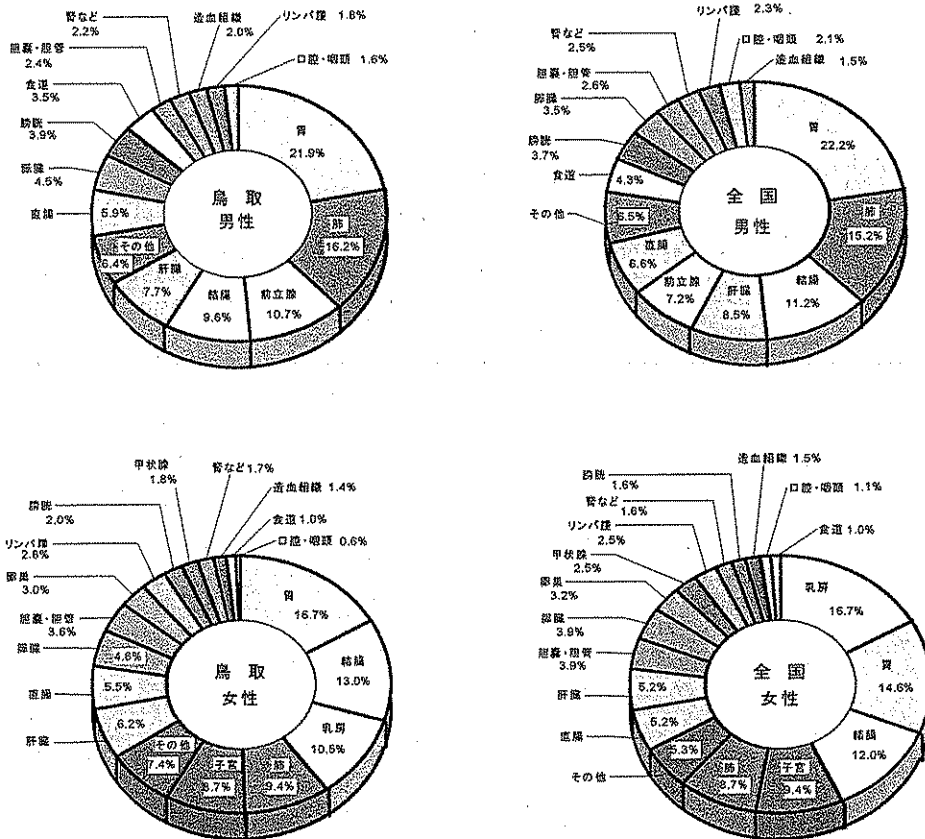 腎など
2.2%
造血組織
2.0%
リンパ腫 1.8%
口腔・咽頭 1.6%
胆嚢・胆管
2.4%
食道
3.5%
膀胱
3.9%
膵臓
4.5%
直腸
5.9%
その他
6.4%
肝臓
7.7%
結腸
9.6%
前立腺
10.7%
肺
16.2%
胃
21.9%
鳥取
男性
リンパ腫 2.3%
腎など
2.5%
口腔・咽頭 2.1%
造血組織 1.5%
胆嚢・胆管
2.6%
膵臓
3.5%
膀胱
3.7%
食道
4.3%
その他
6.5%
直腸
6.6%
前立腺
7.2%
肝臓
8.5%
結腸
11.2%
肺
15.2%
胃
22.2%
全国
男性
甲状腺
1.8%
腎など1.7%
造血組織 1.4%
食道 1.0%
口腔・咽頭 0.6%
膀胱
2.0%
リンパ腫
2.8%
卵巣
3.0%
胆嚢・胆管
3.6%
膵臓
4.6%
直腸
5.5%
肝臓
6.2%
その他
7.4%
子宮
8.7%
肺
9.4%
乳房
10.5%
結腸
13.0%
胃
16.7%
鳥取
女性
造血組織 1.5%
膀胱
1.6%
口腔・咽頭 1.1%
腎など
1.6%
食道 1.0%
リンパ腫
2.5%
甲状腺
2.5%
卵巣
3.2%
膵臓
3.9%
胆嚢・胆管
3.9%
肝臓
5.2%
直腸
5.2%
その他
5.3%
肺
8.7%
子宮
9.4%
結腸
12.0%
胃
14.6%
乳房
16.7%
全国
女性